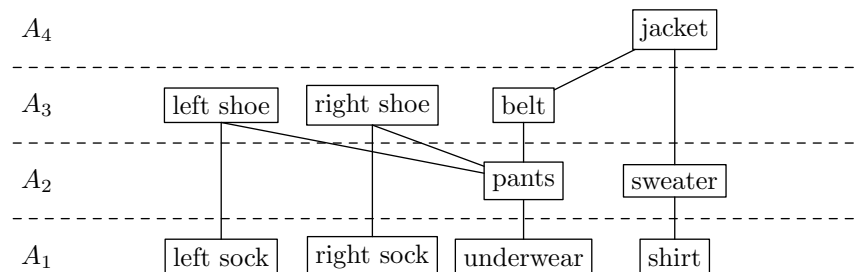 A₄ jacket
A₃ left shoe right shoe belt
A₂ pants sweater
A₁ left sock right sock underwear shirt